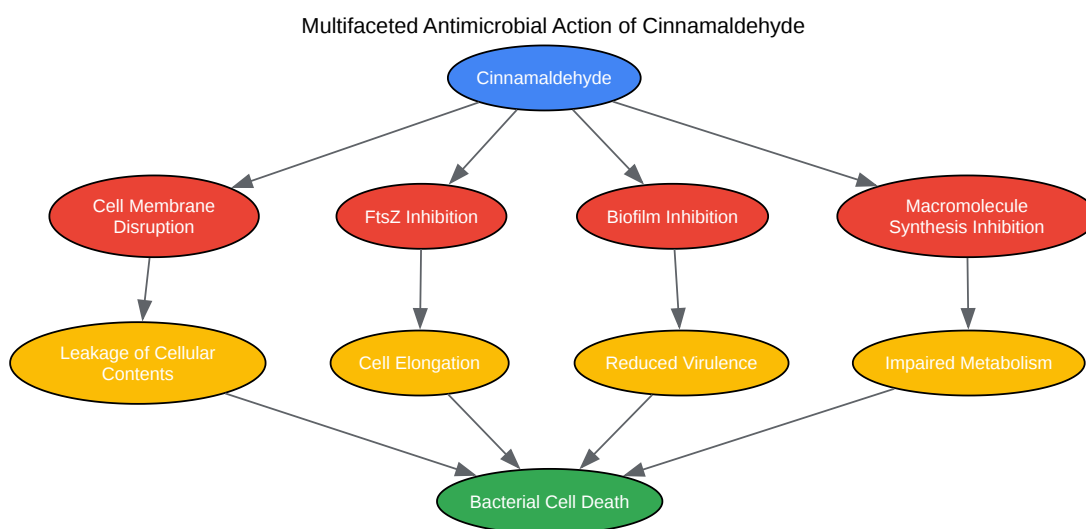 Multifaceted Antimicrobial Action of Cinnamaldehyde
Cinnamaldehyde
Cell Membrane
Disruption
FtsZ Inhibition
Biofilm Inhibition
Macromolecule
Synthesis Inhibition
Leakage of Cellular
Contents
Cell Elongation
Reduced Virulence
Impaired Metabolism
Bacterial Cell Death